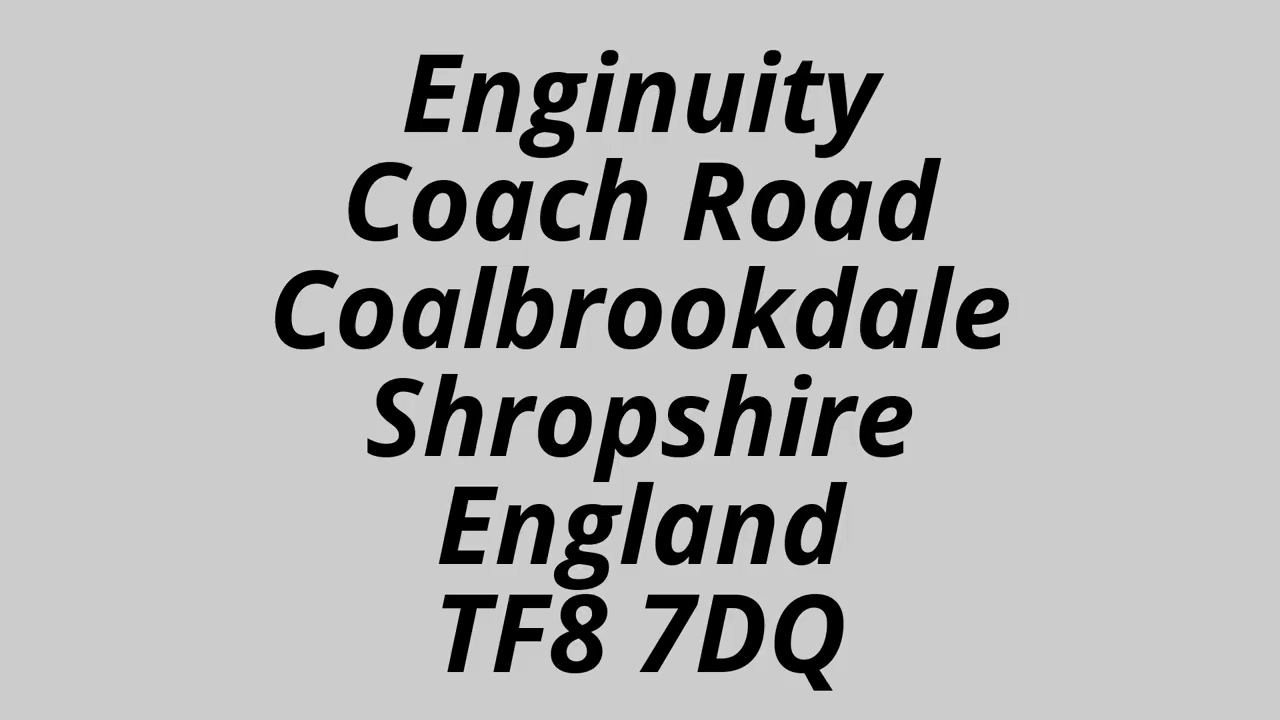 Enginuity
Coach Road
Coalbrookdale
Shropshire
England
TF8 7DQ